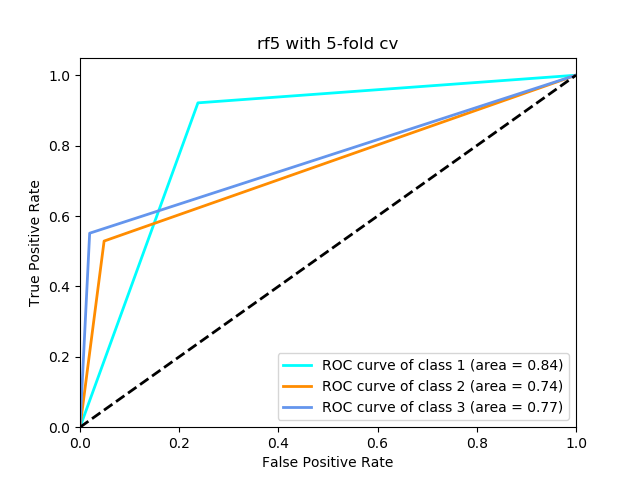 rf5 with 5-fold cv
1.0
0.8
0.6
0.4
0.2
0.0
True Positive Rate
ROC curve of class 1 (area = 0.84)
ROC curve of class 2 (area = 0.74)
ROC curve of class 3 (area = 0.77)
0.0 0.2 0.4 0.6 0.8 1.0
False Positive Rate